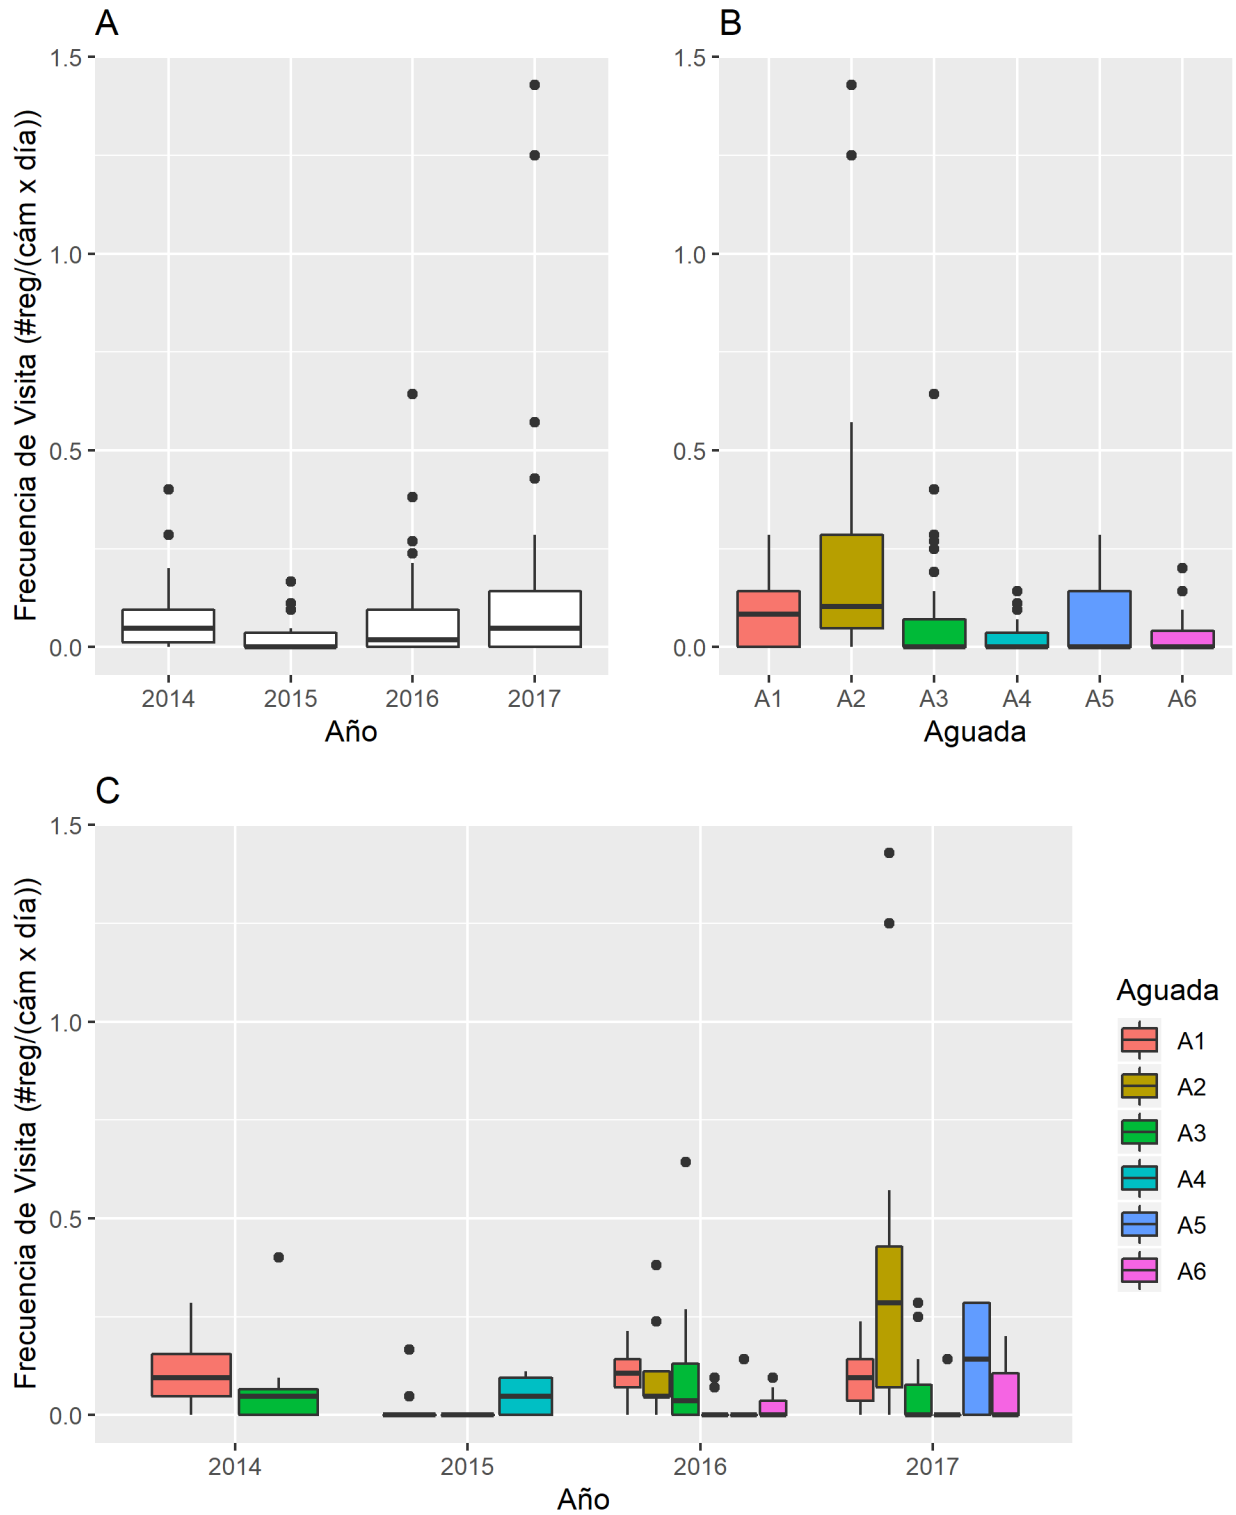 A
Frecuencia de Visita (#reg/(cám x día))
1.5
1.0
0.5
0.0
2014 2015 2016 2017
Año
B
1.5
1.0
0.5
0.0
A1 A2 A3 A4 A5 A6
Aguada
C
Frecuencia de Visita (#reg/(cám x día))
1.5
1.0
0.5
0.0
2014 2015 2016 2017
Año
Aguada
A1
A2
A3
A4
A5
A6